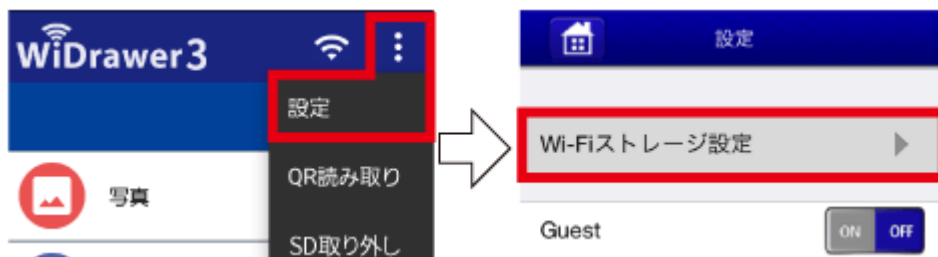 WiDrawer3
設定
QR読み取り
写真
SD取り外し
設定
Wi-Fiストレージ設定
Guest
ON OFF